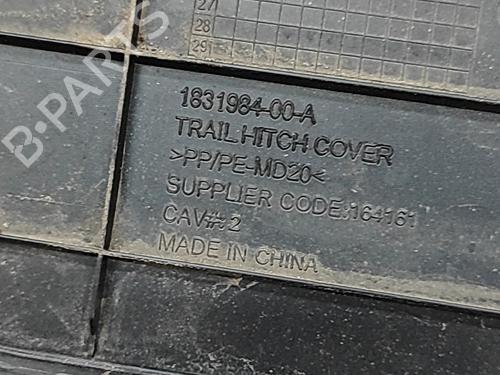 27
28
29
1631984-00-A
TRAIL HITCH COVER
>PP/PE-MD20<
SUPPLIER CODE:164161
CAV#:2
MADE IN CHINA
B-PARTS
B-PARTS